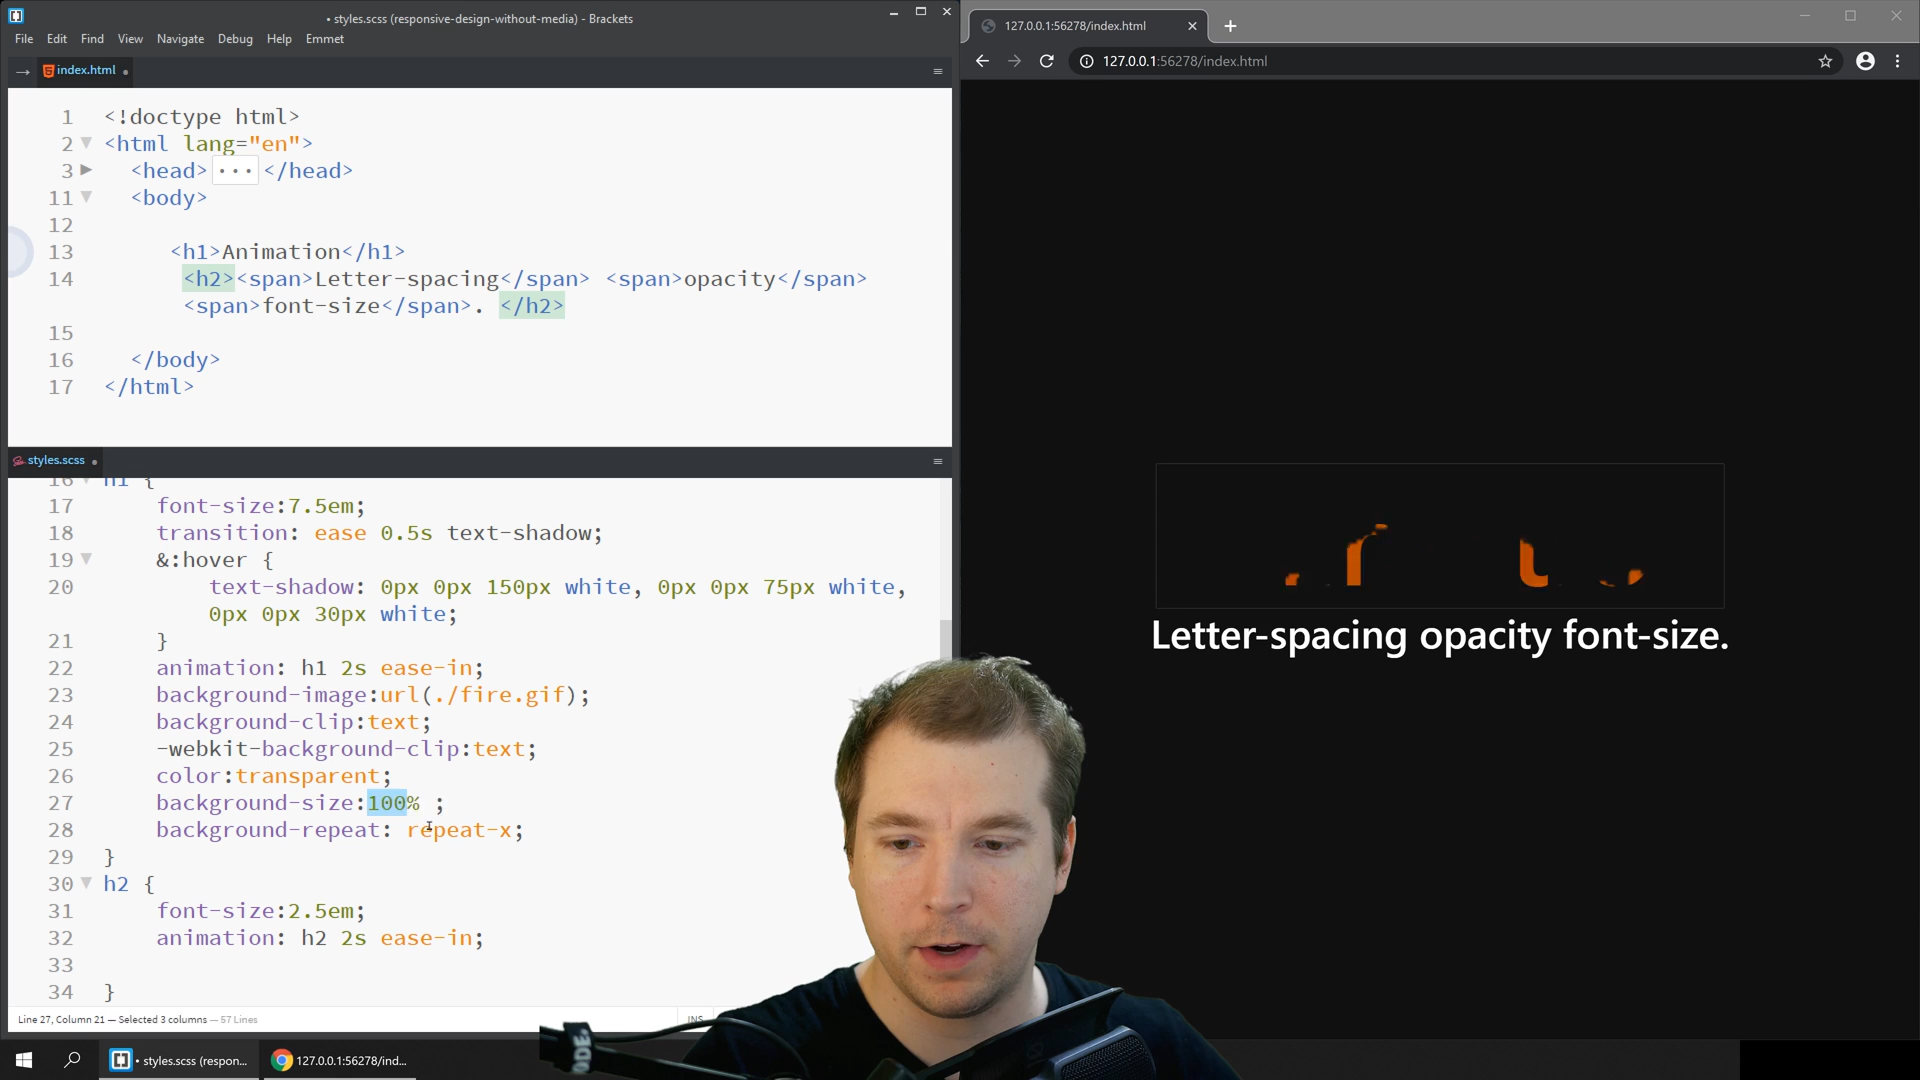 • styles.scss (responsive-design-without-media) - Brackets
File Edit Find View Navigate Debug Help Emmet
index.html •
1 <!doctype html>
2 <html lang="en">
3 <head> ··· </head>
11 <body>
12
13 <h1>Animation</h1>
14 <h2><span>Letter-spacing</span> <span>opacity</span>
<span>font-size</span>. </h2>
15
16 </body>
17 </html>
styles.scss •
16 h1 {
17 font-size:7.5em;
18 transition: ease 0.5s text-shadow;
19 &:hover {
20 text-shadow: 0px 0px 150px white, 0px 0px 75px white,
0px 0px 30px white;
21 }
22 animation: h1 2s ease-in;
23 background-image:url(./fire.gif);
24 background-clip:text;
25 -webkit-background-clip:text;
26 color:transparent;
27 background-size:100% ;
28 background-repeat: repeat-x;
29 }
30 h2 {
31 font-size:2.5em;
32 animation: h2 2s ease-in;
33
34 }
Line 27, Column 21 — Selected 3 columns — 57 Lines
INS
• styles.scss (respon...
127.0.0.1:56278/ind...
127.0.0.1:56278/index.html
127.0.0.1:56278/index.html
Letter-spacing opacity font-size.